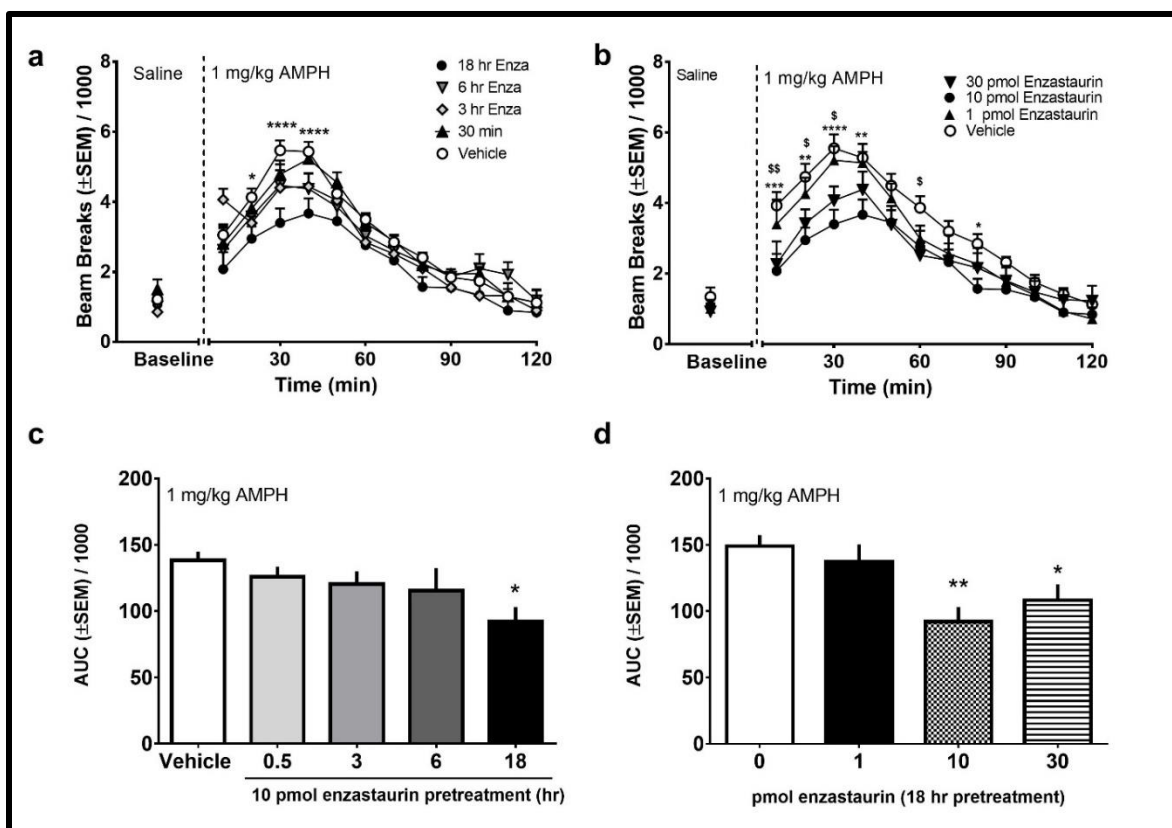 a
Saline
1 mg/kg AMPH
18 hr Enza
6 hr Enza
3 hr Enza
30 min
Vehicle
*
****
****
8
6
4
2
0
Beam Breaks (±SEM) / 1000
Baseline
30
60
90
120
Time (min)
b
Saline
1 mg/kg AMPH
30 pmol Enzastaurin
10 pmol Enzastaurin
1 pmol Enzastaurin
Vehicle
$$
***
$
**
$
****
**
$
*
8
6
4
2
0
Beam Breaks (±SEM) / 1000
Baseline
30
60
90
120
Time (min)
c
1 mg/kg AMPH
200
150
100
50
0
AUC (±SEM) / 1000
*
Vehicle
0.5
3
6
18
10 pmol enzastaurin pretreatment (hr)
d
1 mg/kg AMPH
200
150
100
50
0
AUC (±SEM) / 1000
**
*
0
1
10
30
pmol enzastaurin (18 hr pretreatment)